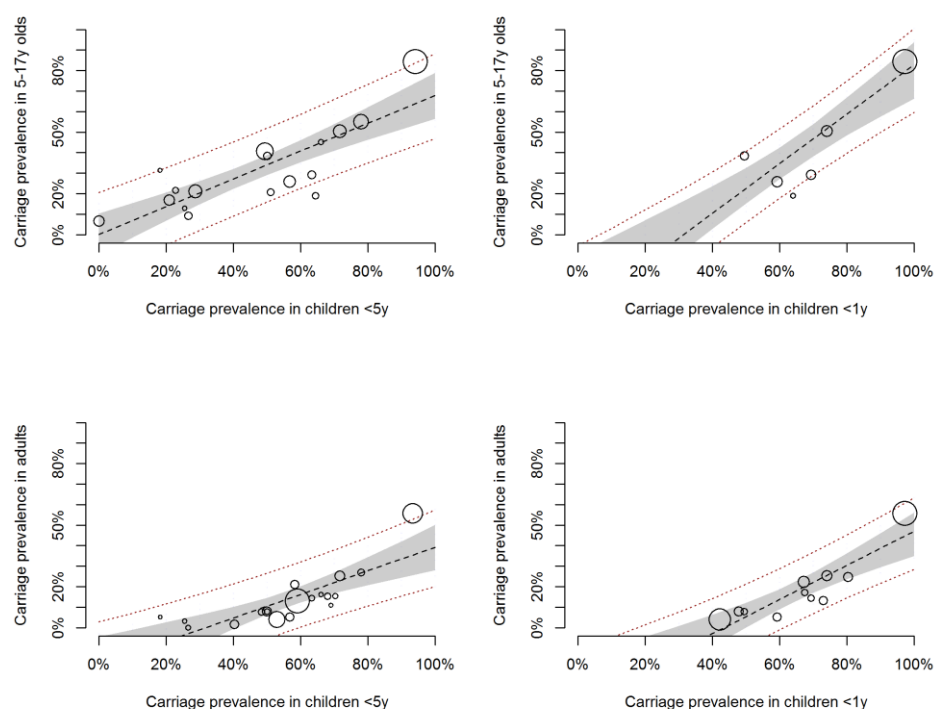 Carriage prevalence in 5-17y olds
80%
50%
20%
0%
0% 20% 40% 60% 80% 100%
Carriage prevalence in children <5y
Carriage prevalence in 5-17y olds
80%
50%
20%
0%
0% 20% 40% 60% 80% 100%
Carriage prevalence in children <1y
Carriage prevalence in adults
80%
50%
20%
0%
0% 20% 40% 60% 80% 100%
Carriage prevalence in children <5y
Carriage prevalence in adults
80%
50%
20%
0%
0% 20% 40% 60% 80% 100%
Carriage prevalence in children <1y